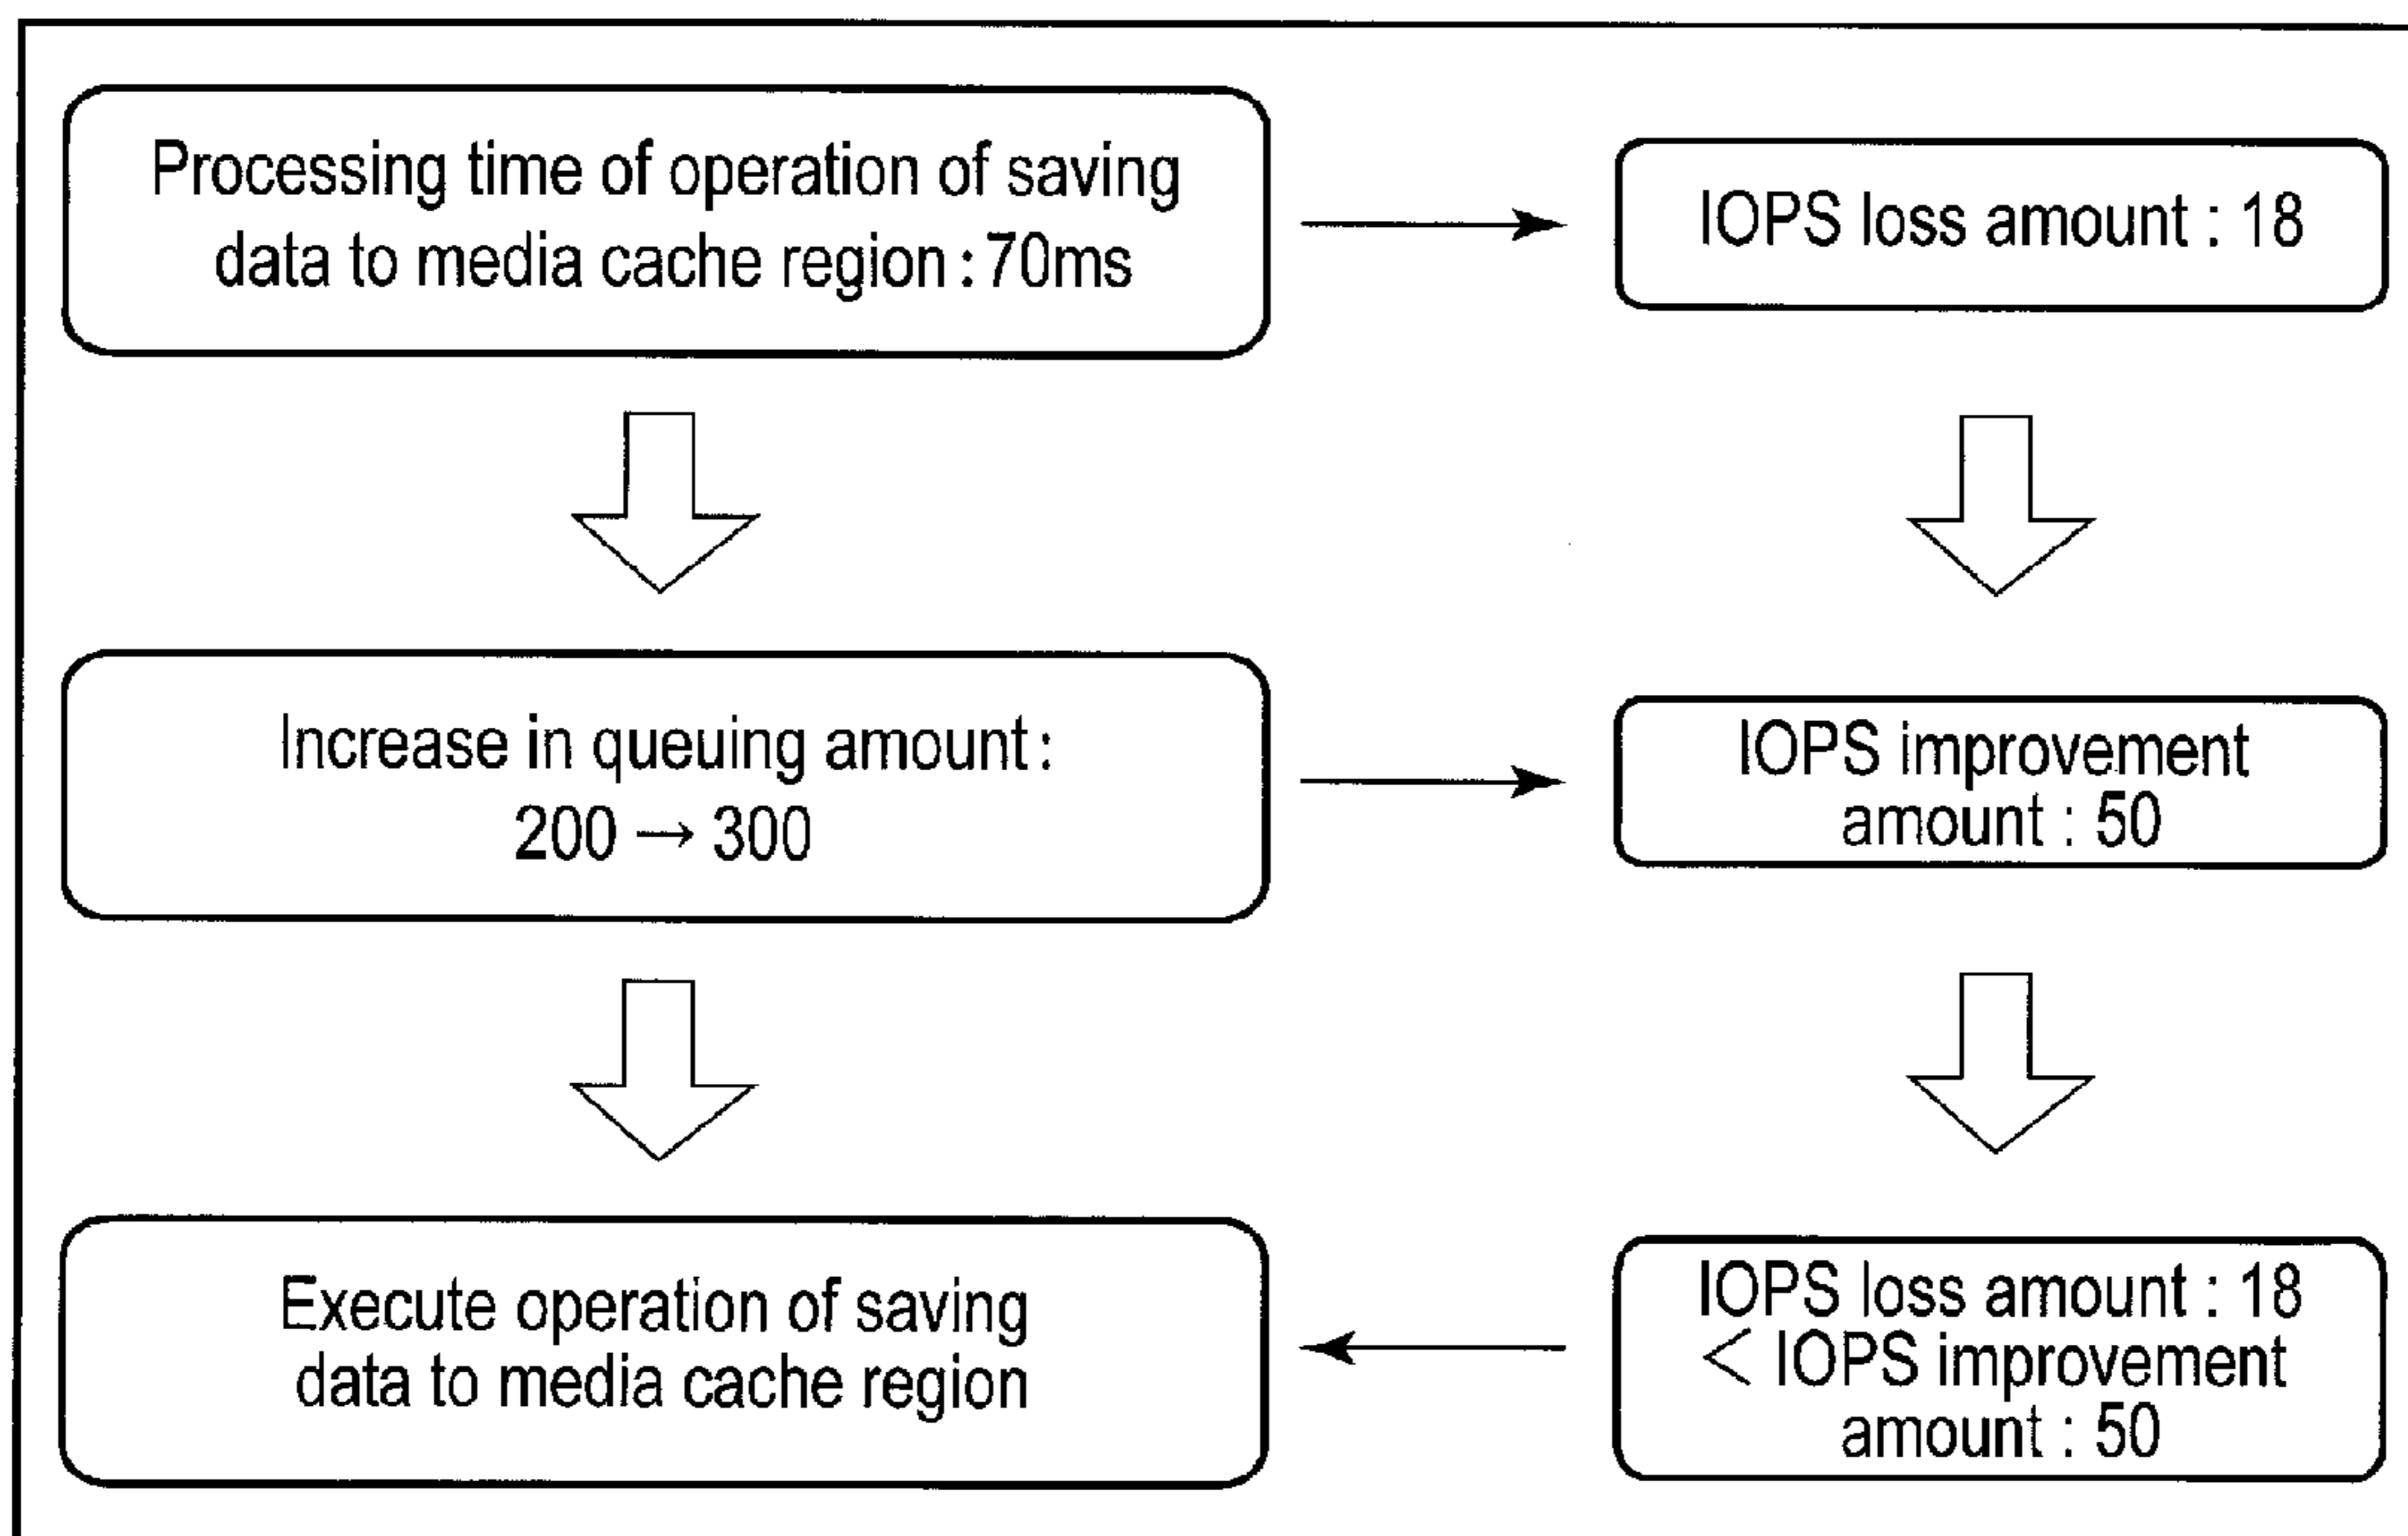 Processing time of operation of saving
data to media cache region : 70ms
IOPS loss amount : 18
Increase in queuing amount :
200 → 300
IOPS improvement
amount : 50
Execute operation of saving
data to media cache region
IOPS loss amount : 18
< IOPS improvement
amount : 50